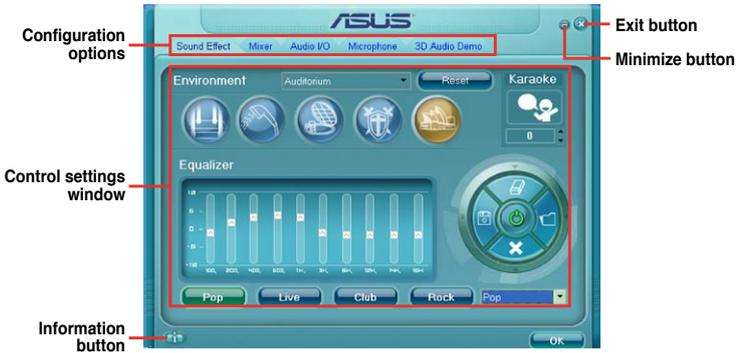 ASUS
Exit button
Configuration options
Sound Effect Mixer Audio I/O Microphone 3D Audio Demo
Minimize button
Environment Auditorium Reset Karaoke
0
Equalizer
Control settings window
Pop Live Club Rock Pop
Information button
OK